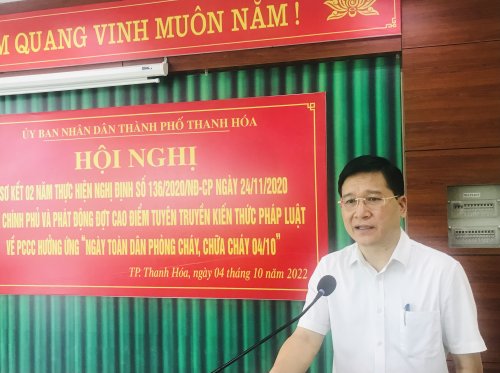 M QUANG VINH MUÔN NĂM !
ỦY BAN NHÂN DÂN THÀNH PHỐ THANH HÓA
HỘI NGHỊ
SƠ KẾT 02 NĂM THỰC HIỆN NGHỊ ĐỊNH SỐ 136/2020/NĐ-CP NGÀY 24/11/2020
CHÍNH PHỦ VÀ PHÁT ĐỘNG ĐỢT CAO ĐIỂM TUYÊN TRUYỀN KIẾN THỨC PHÁP LUẬT
VỀ PCCC HƯỞNG ỨNG "NGÀY TOÀN DÂN PHÒNG CHÁY, CHỮA CHÁY 04/10"
TP. Thanh Hóa, ngày 04 tháng 10 năm 2022